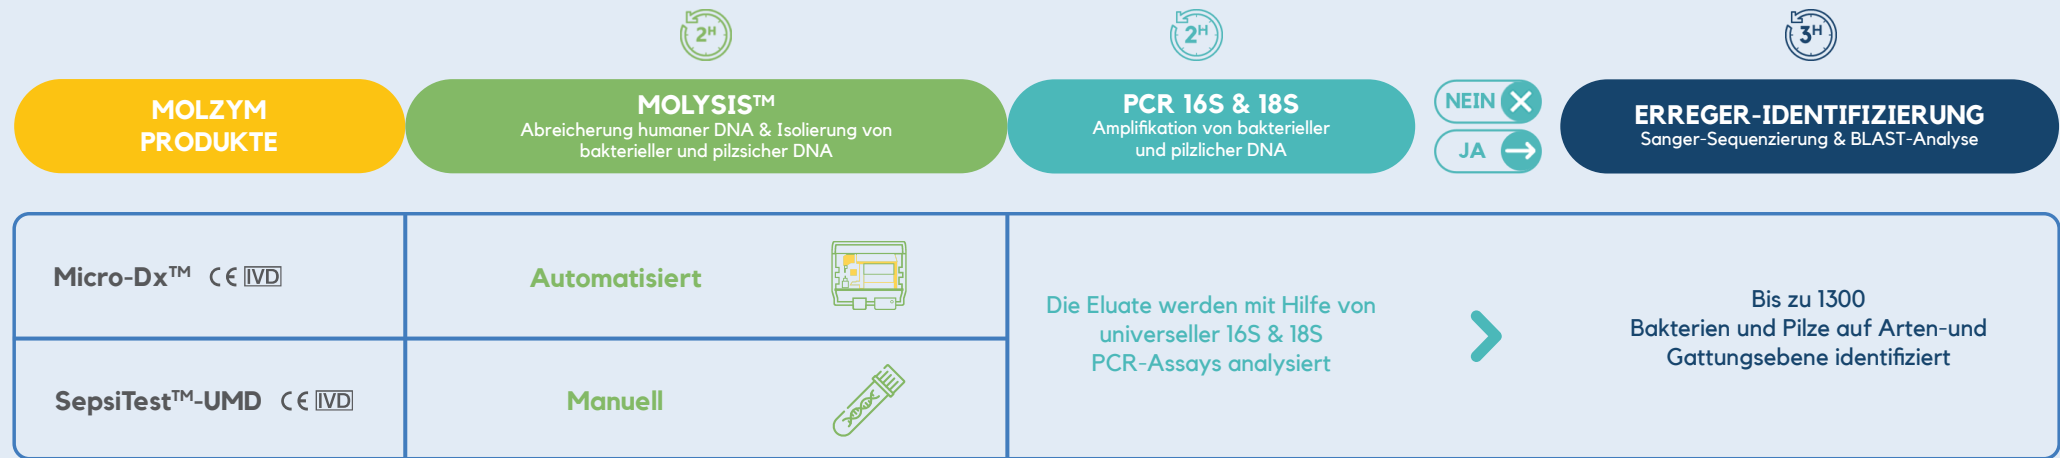 2H
2H
3H
MOLZYM
PRODUKTE
MOLYSIS™
Abreicherung humaner DNA & Isolierung von
bakterieller und pilzsicher DNA
PCR 16S & 18S
Amplifikation von bakterieller
und pilzlicher DNA
NEIN
JA
ERREGER-IDENTIFIZIERUNG
Sanger-Sequenzierung & BLAST-Analyse
Micro-Dx™ CE IVD
Automatisiert
SepsiTest™-UMD CE IVD
Manuell
Die Eluate werden mit Hilfe von
universeller 16S & 18S
PCR-Assays analysiert
Bis zu 1300
Bakterien und Pilze auf Arten-und
Gattungsebene identifiziert